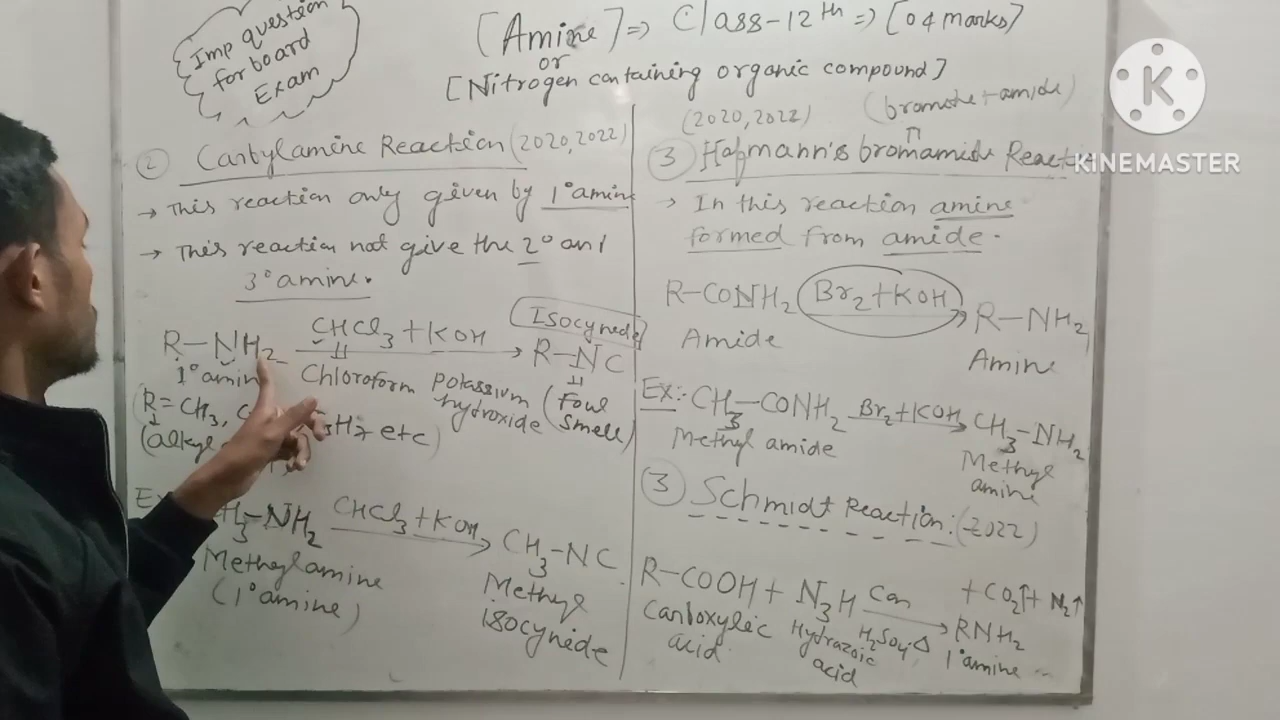 Imp question
for board
Exam
[Amine] => Class-12th => [04 marks]
or
[Nitrogen containing organic compound]
② Carbylamine Reaction (2020,2022)
→ This reaction only given by 1° amine
→ This reaction not give the 2° and
3° amine.
R-NH2 CHCl3+KOH → R-NC
Isocynide
1° amine Chloroform Potassium hydroxide (Foul smell)
R = CH3, H7 etc)
(alkyl
Ex
CH3-NH2 CHCl3+KOH → CH3-NC
Methylamine
(1° amine)
Methyl
isocynide
(2020,2022)
amide)
③ Hofmann's bromamide Reaction
→ In this reaction amine
formed from amide.
R-CONH2 Br2+KOH → R-NH2
Amide
Amine
Ex:- CH3-CONH2 Br2+KOH → CH3-NH2
Methyl amide
Methyl
amine
③ Schmidt Reaction: (2022)
R-COOH + N3H Con H2SO4 Δ → RNH2 + CO2↑ + N2↑
Carboxylic
acid
Hydrazoic
acid
1° amine
K
KINEMASTER